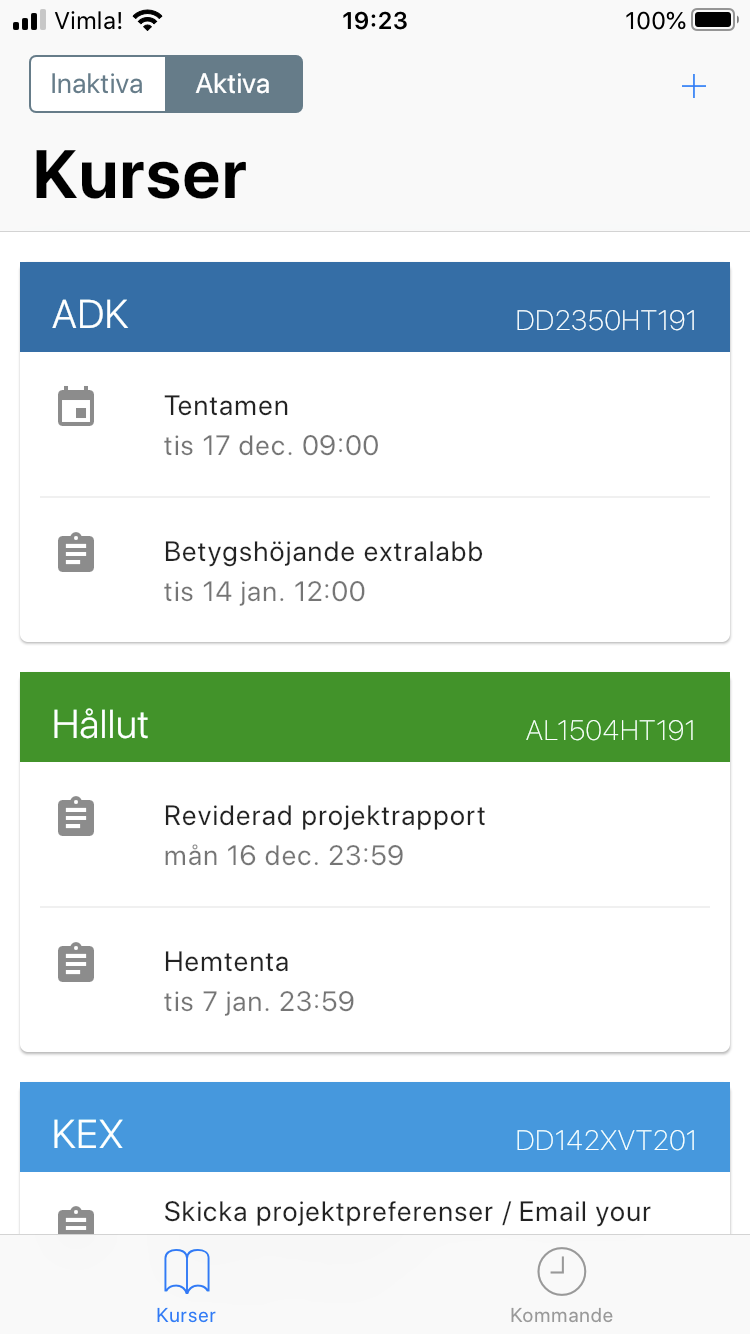 Vimla! 19:23 100%
Inaktiva Aktiva
Kurser
ADK DD2350HT191
Tentamen
tis 17 dec. 09:00
Betygshöjande extralabb
tis 14 jan. 12:00
Hållut AL1504HT191
Reviderad projektrapport
mån 16 dec. 23:59
Hemtenta
tis 7 jan. 23:59
KEX DD142XVT201
Skicka projektpreferenser / Email your
Kurser Kommande